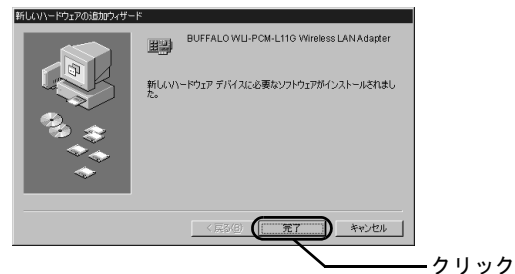 新しいハードウェアの追加ウィザード
BUFFALO WLI-PCM-L11G Wireless LAN Adapter
新しいハードウェア デバイスに必要なソフトウェアがインストールされまし
た。
< 戻る(B)
完了
キャンセル
クリック